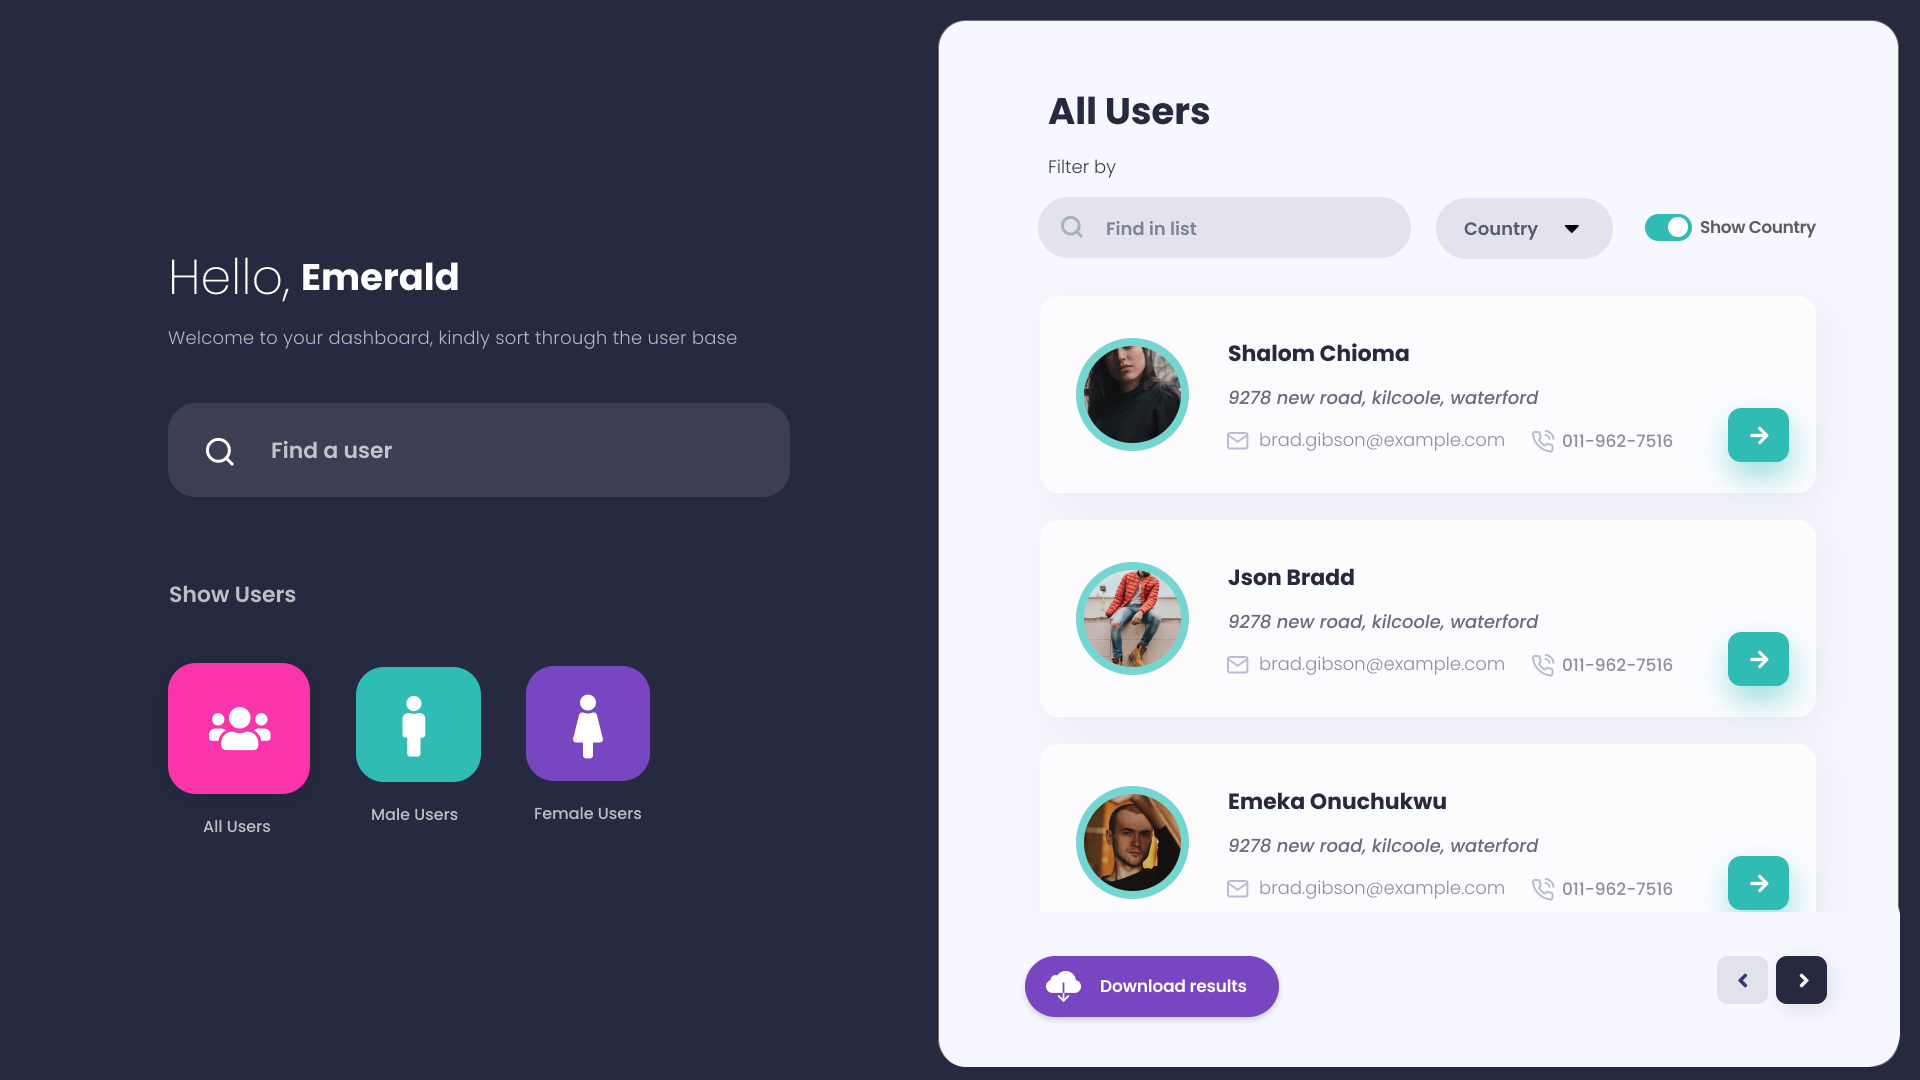 Hello, Emerald
Welcome to your dashboard, kindly sort through the user base
Find a user
Show Users
All Users
Male Users
Female Users
All Users
Filter by
Find in list
Country
Show Country
Shalom Chioma
9278 new road, kilcoole, waterford
brad.gibson@example.com 011-962-7516
Json Bradd
9278 new road, kilcoole, waterford
brad.gibson@example.com 011-962-7516
Emeka Onuchukwu
9278 new road, kilcoole, waterford
brad.gibson@example.com 011-962-7516
Download results